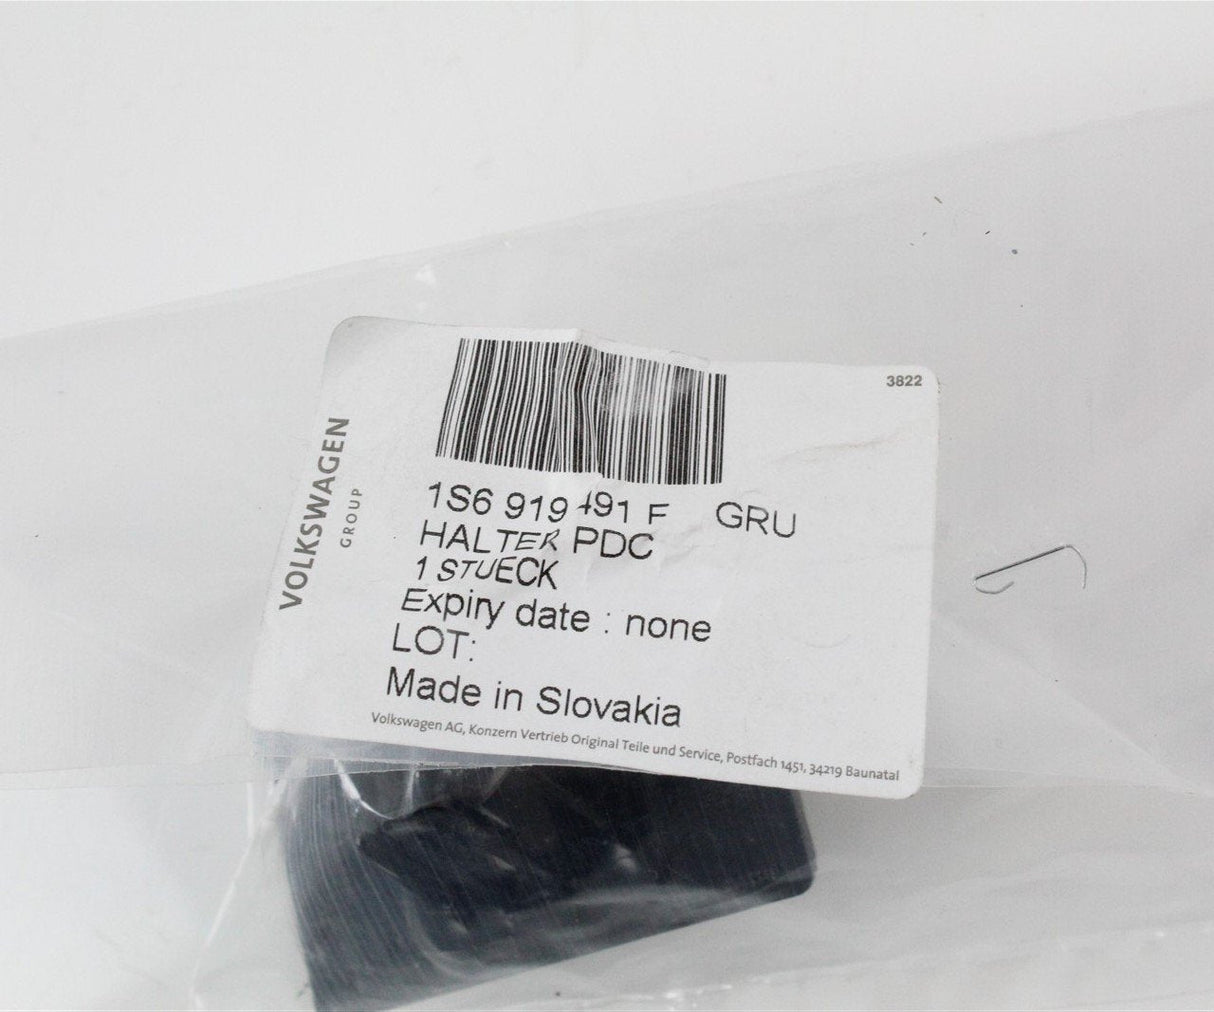 3822
VOLKSWAGEN
GROUP
1S6 919 491 F GRU
HALTER PDC
1 STUECK
Expiry date : none
LOT:
Made in Slovakia
Volkswagen AG, Konzern Vertrieb Original Teile und Service, Postfach 1451, 34219 Baunatal